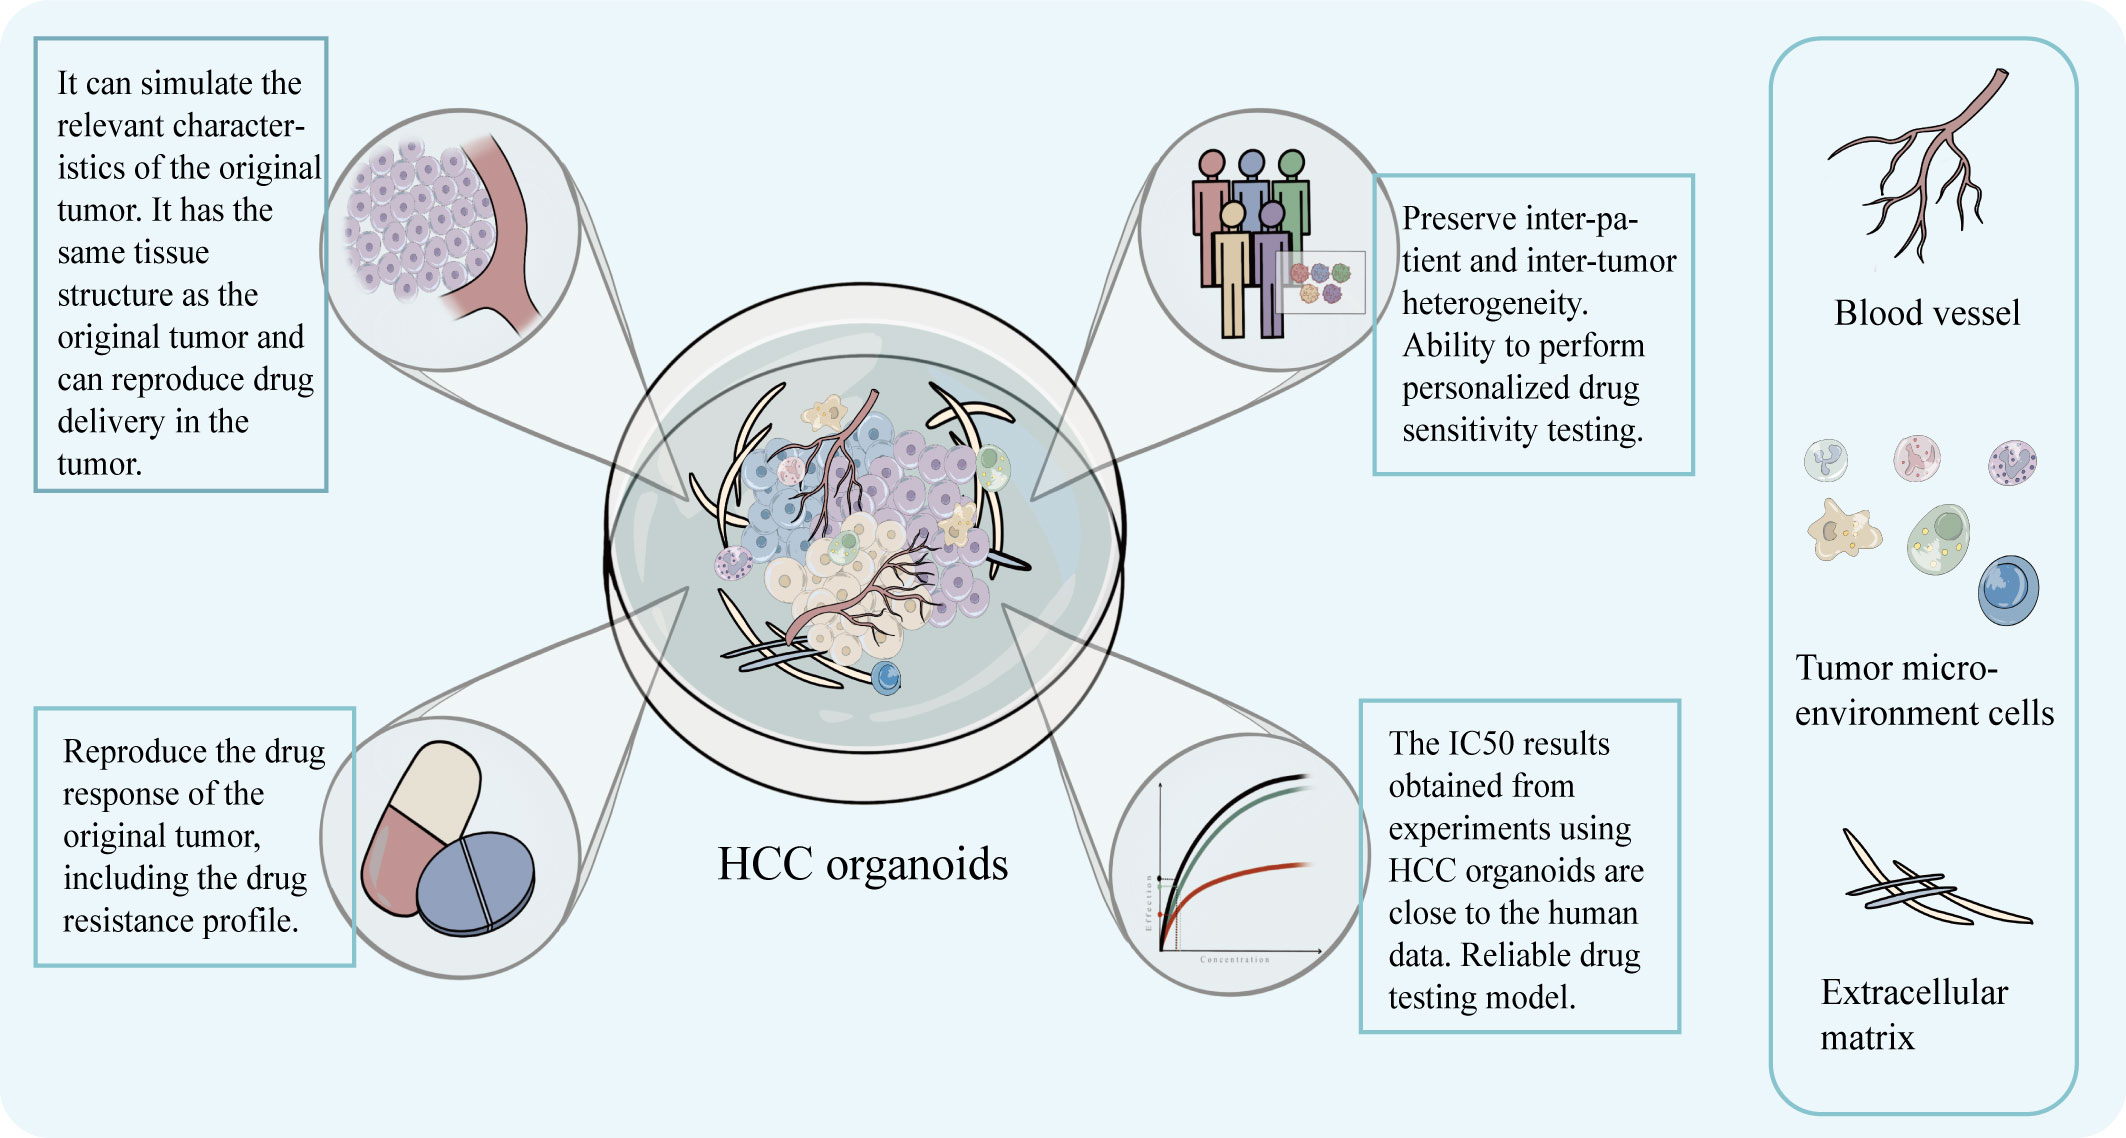 It can simulate the
relevant character-
istics of the original
tumor. It has the
same tissue
structure as the
original tumor and
can reproduce drug
delivery in the
tumor.
Preserve inter-pa-
tient and inter-tumor
heterogeneity.
Ability to perform
personalized drug
sensitivity testing.
Reproduce the drug
response of the
original tumor,
including the drug
resistance profile.
HCC organoids
Effection
Concentration
The IC50 results
obtained from
experiments using
HCC organoids are
close to the human
data. Reliable drug
testing model.
Blood vessel
Tumor micro-
environment cells
Extracellular
matrix